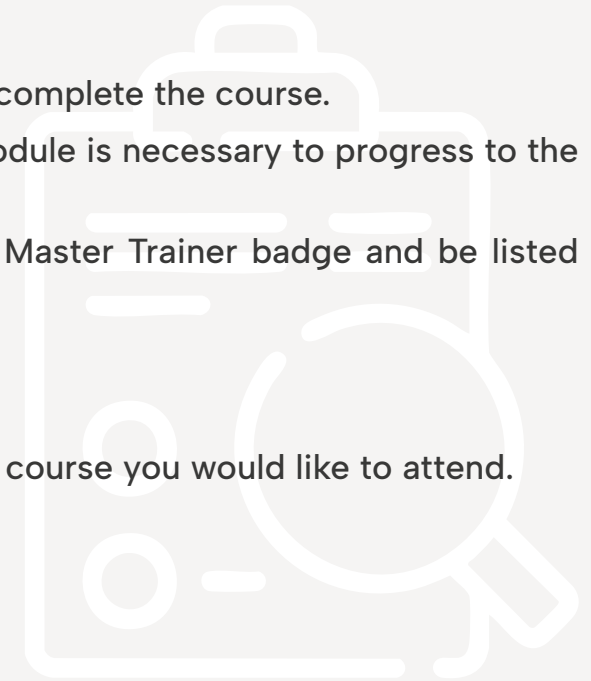 complete the course.
odule is necessary to progress to the
Master Trainer badge and be listed
course you would like to attend.